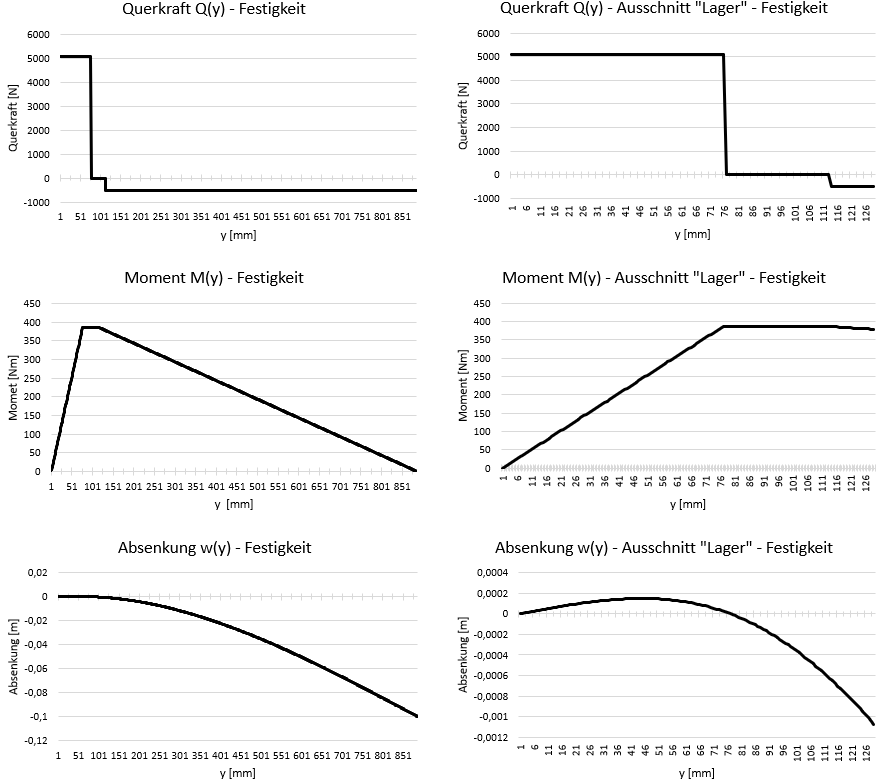 Querkraft Q(y) - Festigkeit
6000
5000
4000
3000
2000
1000
0
-1000
Querkraft [N]
1 51 101 151 201 251 301 351 401 451 501 551 601 651 701 751 801 851
y [mm]
Querkraft Q(y) - Ausschnitt "Lager" - Festigkeit
6000
5000
4000
3000
2000
1000
0
-1000
Querkraft [N]
1 6 11 16 21 26 31 36 41 46 51 56 61 66 71 76 81 86 91 96 101 106 111 116 121 126
y [mm]
Moment M(y) - Festigkeit
450
400
350
300
250
200
150
100
50
0
Momet [Nm]
1 51 101 151 201 251 301 351 401 451 501 551 601 651 701 751 801 851
y [mm]
Moment M(y) - Ausschnitt "Lager" - Festigkeit
450
400
350
300
250
200
150
100
50
0
Moment [Nm]
1 6 11 16 21 26 31 36 41 46 51 56 61 66 71 76 81 86 91 96 101 106 111 116 121 126
y [mm]
Absenkung w(y) - Festigkeit
0,02
0
-0,02
-0,04
-0,06
-0,08
-0,1
-0,12
Absenkung [m]
1 51 101 151 201 251 301 351 401 451 501 551 601 651 701 751 801 851
y [mm]
Absenkung w(y) - Ausschnitt "Lager" - Festigkeit
0,0004
0,0002
0
-0,0002
-0,0004
-0,0006
-0,0008
-0,001
-0,0012
Absenkung [m]
1 6 11 16 21 26 31 36 41 46 51 56 61 66 71 76 81 86 91 96 101 106 111 116 121 126
y [mm]